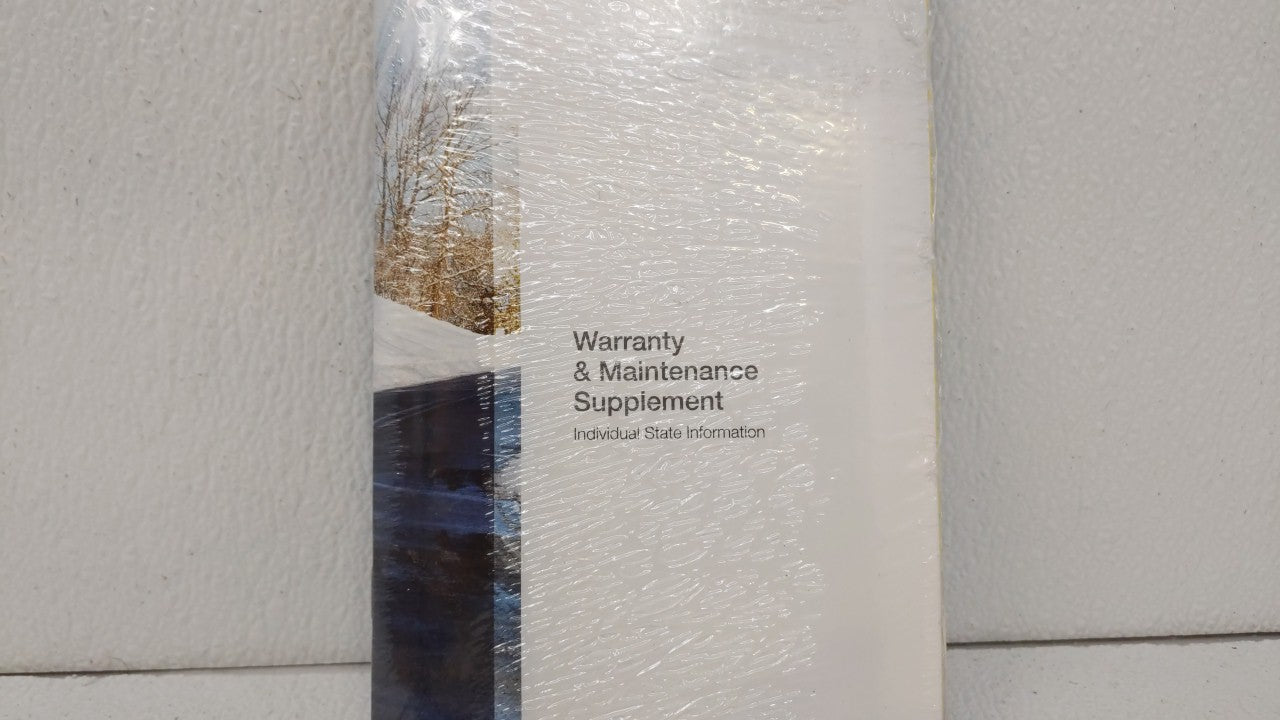 Warranty
& Maintenance
Supplement
Individual State Information